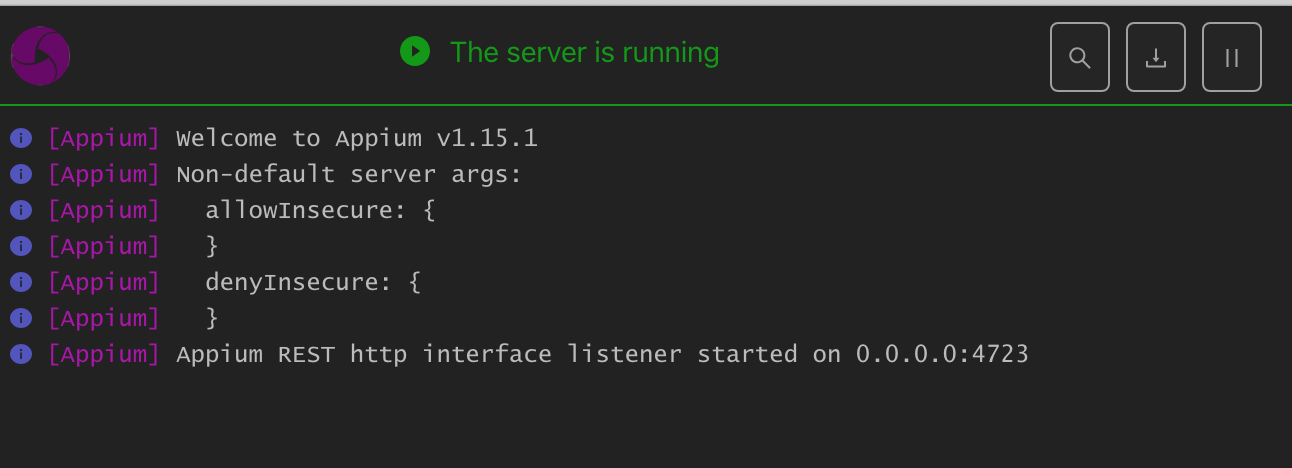 The server is running
[Appium] Welcome to Appium v1.15.1
[Appium] Non-default server args:
[Appium]   allowInsecure: {
[Appium]   }
[Appium]   denyInsecure: {
[Appium]   }
[Appium] Appium REST http interface listener started on 0.0.0.0:4723